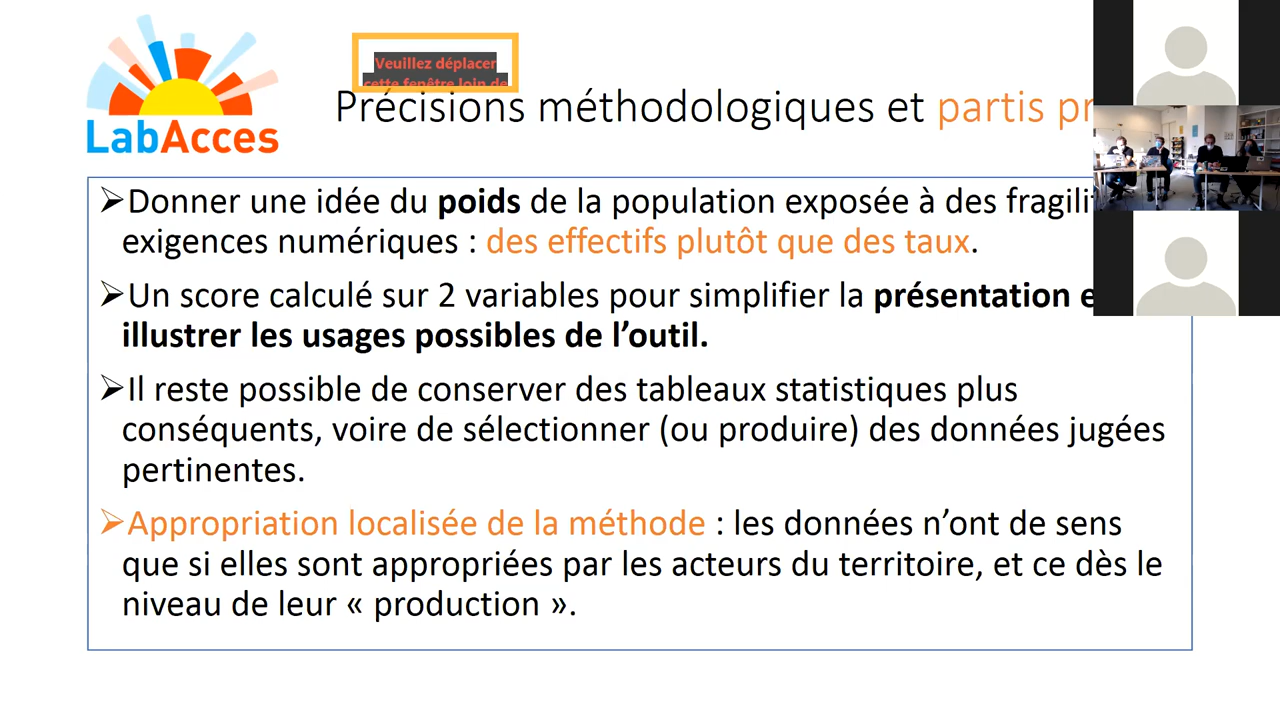 LabAcces
Veuillez déplacer
cette fenêtre loin de
Précisions méthodologiques et partis
➢Donner une idée du poids de la population exposée à des
exigences numériques : des effectifs plutôt que des taux.
➢Un score calculé sur 2 variables pour simplifier la présentation
illustrer les usages possibles de l’outil.
➢Il reste possible de conserver des tableaux statistiques plus
conséquents, voire de sélectionner (ou produire) des données jugées
pertinentes.
➢Appropriation localisée de la méthode : les données n’ont de sens
que si elles sont appropriées par les acteurs du territoire, et ce dès le
niveau de leur « production ».